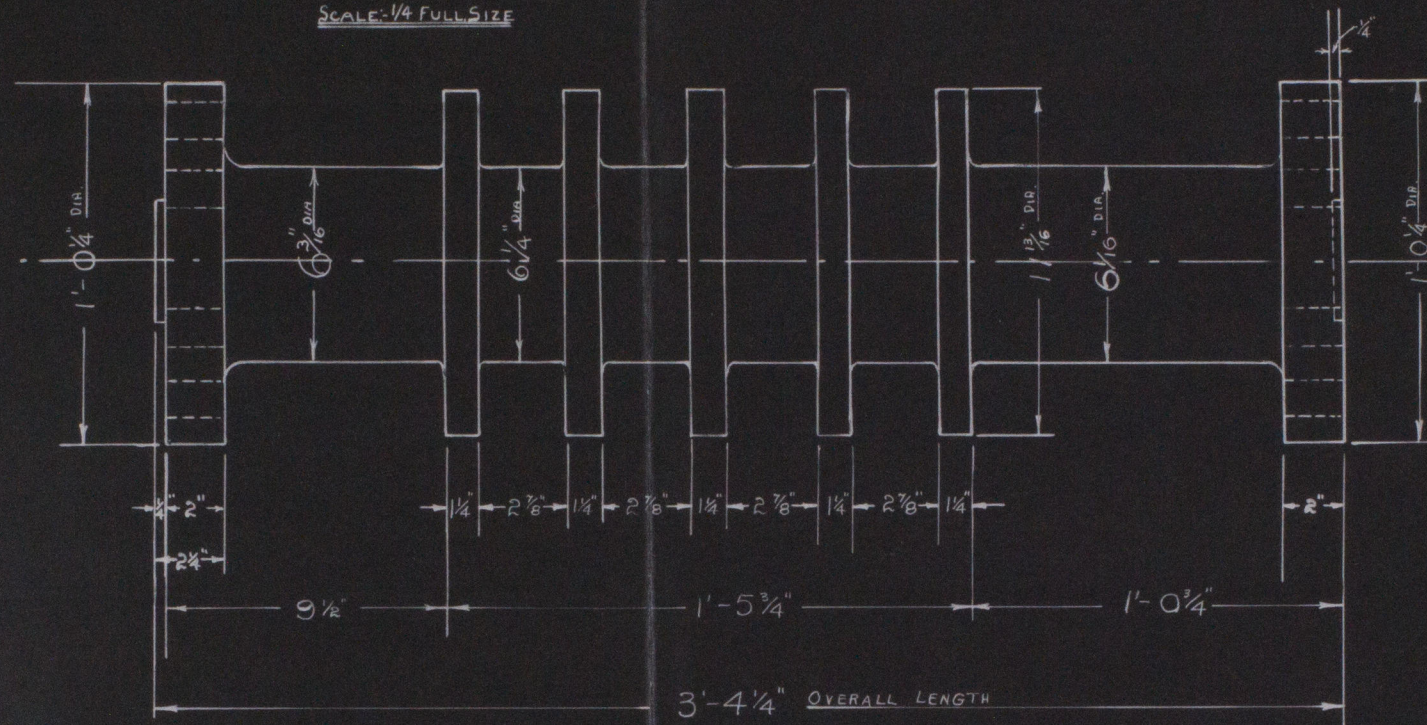 SCALE:-1/4 FULL SIZE
1/4"
1'-0 1/4" DIA.
6 3/16" DIA.
6 1/4" DIA.
11 13/16" DIA.
6 1/16" DIA.
1'-0 1/4" DIA.
1/4" 2" 1 1/4" 2 7/8" 1 1/4" 2 7/8" 1 1/4" 2 7/8" 1 1/4" 2 7/8" 1 1/4" 2"
2 1/4"
9 1/2" 1'-5 3/4" 1'-0 3/4"
3'-4 1/4" OVERALL LENGTH